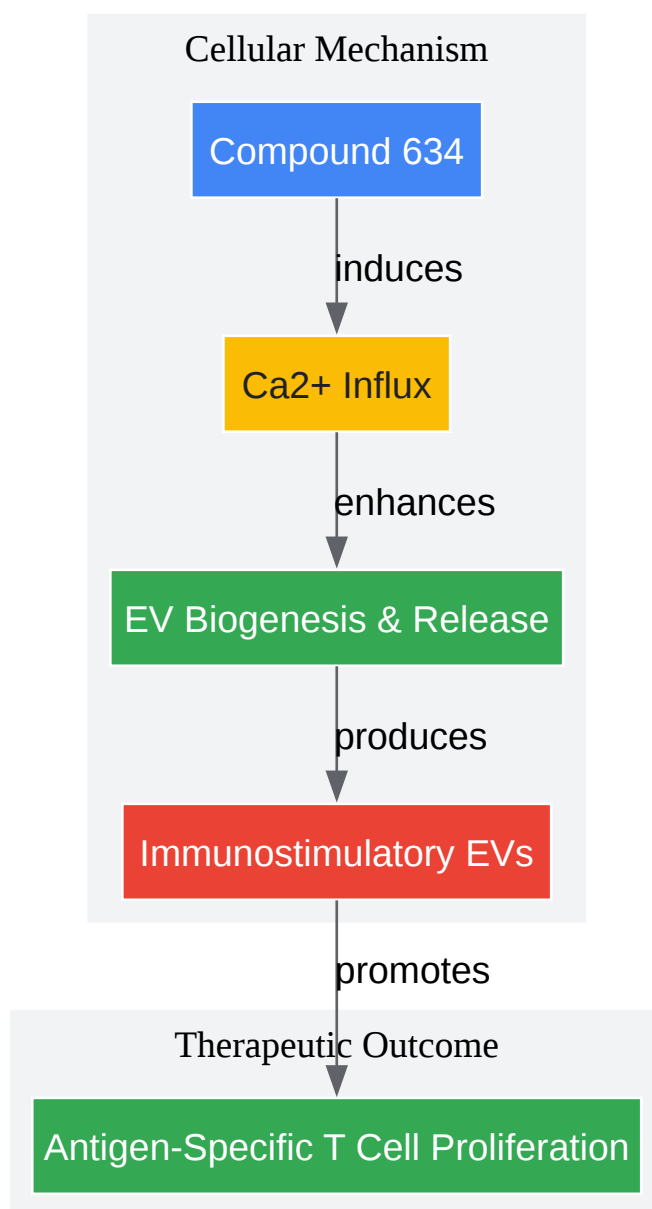 Cellular Mechanism
Compound 634
induces
Ca2+ Influx
enhances
EV Biogenesis & Release
produces
Immunostimulatory EVs
promotes
Therapeutic Outcome
Antigen-Specific T Cell Proliferation